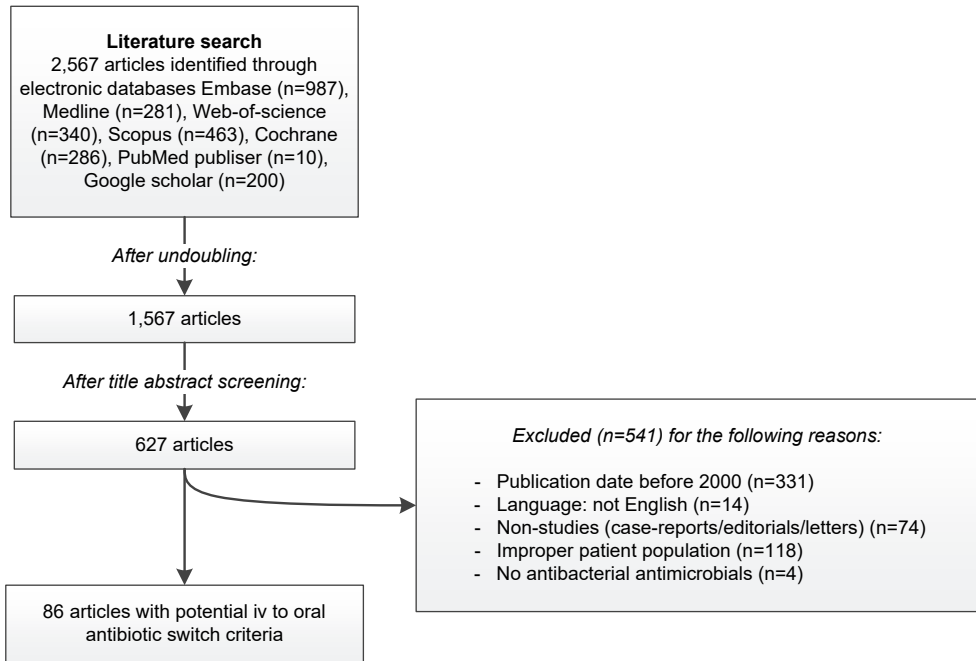 Literature search
2,567 articles identified through
electronic databases Embase (n=987),
Medline (n=281), Web-of-science
(n=340), Scopus (n=463), Cochrane
(n=286), PubMed publiser (n=10),
Google scholar (n=200)
After undoubling:
1,567 articles
After title abstract screening:
627 articles
Excluded (n=541) for the following reasons:
- Publication date before 2000 (n=331)
- Language: not English (n=14)
- Non-studies (case-reports/editorials/letters) (n=74)
- Improper patient population (n=118)
- No antibacterial antimicrobials (n=4)
86 articles with potential iv to oral
antibiotic switch criteria